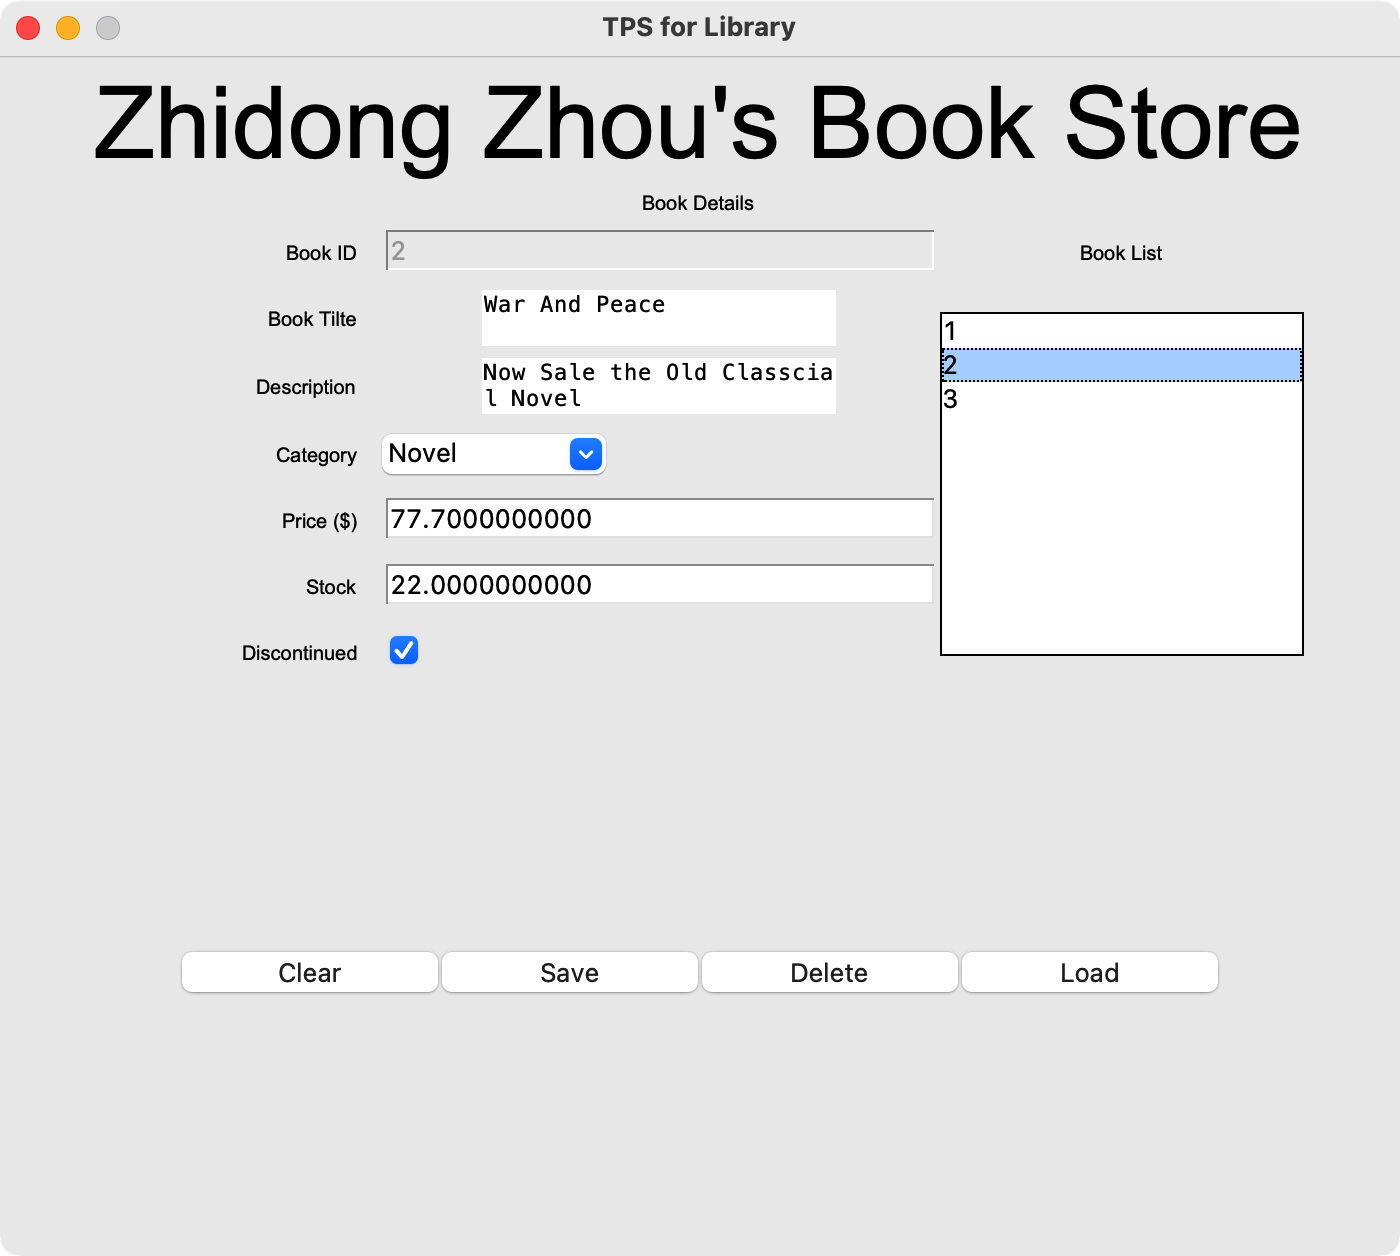 TPS for Library
Zhidong Zhou's Book Store
Book Details
Book ID
2
Book List
Book Tilte
War And Peace
1
2
3
Description
Now Sale the Old Classcia
l Novel
Category
Novel
Price ($)
77.7000000000
Stock
22.0000000000
Discontinued
Clear
Save
Delete
Load